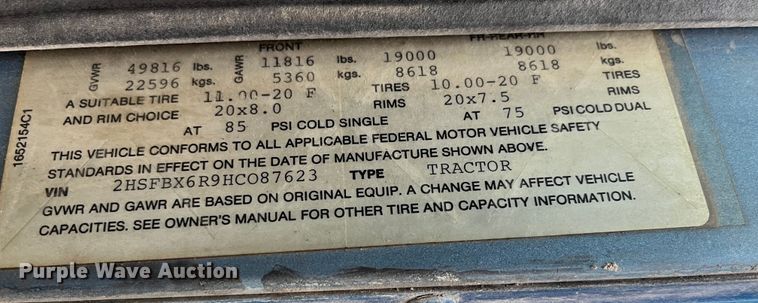 FRONT FR-REAR-RR
GVWR 49816 lbs. GAWR 11816 lbs. 19000 19000 lbs.
22596 kgs. 5360 kgs. 8618 8618 kgs.
A SUITABLE TIRE 11.00-20 F TIRES 10.00-20 F TIRES
AND RIM CHOICE 20x8.0 RIMS 20x7.5 RIMS
AT 85 PSI COLD SINGLE AT 75 PSI COLD DUAL
THIS VEHICLE CONFORMS TO ALL APPLICABLE FEDERAL MOTOR VEHICLE SAFETY
STANDARDS IN EFFECT ON THE DATE OF MANUFACTURE SHOWN ABOVE.
VIN 2HSFBX6R9HCO87623 TYPE TRACTOR
GVWR AND GAWR ARE BASED ON ORIGINAL EQUIP. A CHANGE MAY AFFECT VEHICLE
CAPACITIES. SEE OWNER'S MANUAL FOR OTHER TIRE AND CAPACITY INFORMATION.
1652154C1
Purple Wave Auction